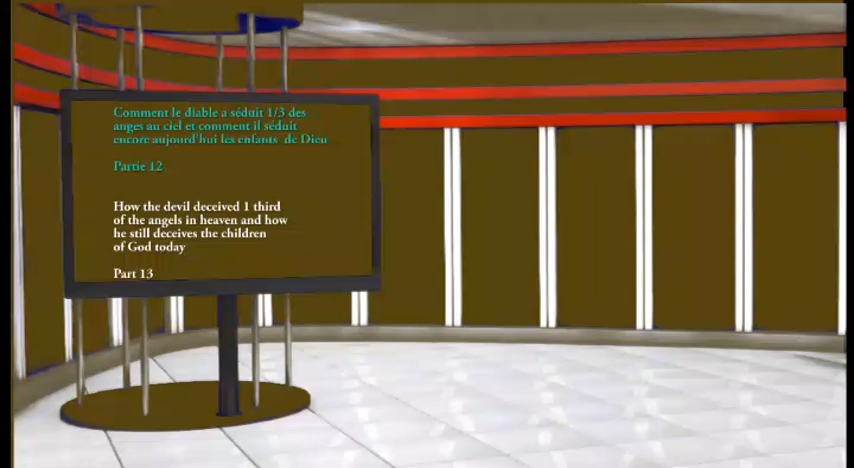 Comment le diable a séduit 1/3 des
anges au ciel et comment il séduit
encore aujourd'hui les enfants de Dieu
Partie 12
How the devil deceived 1 third
of the angels in heaven and how
he still deceives the children
of God today
Part 13